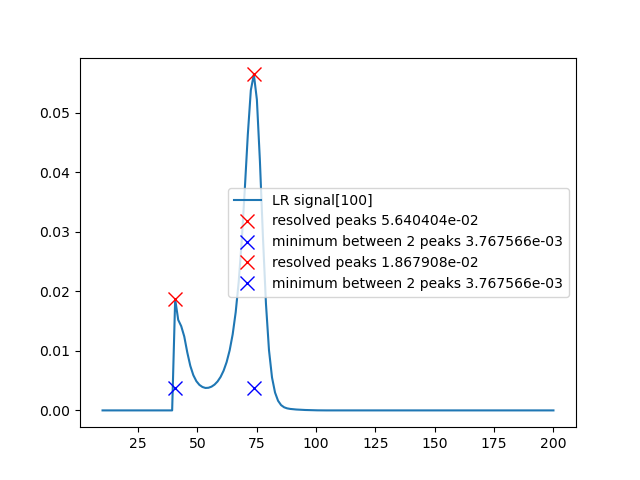 0.05
0.04
0.03
0.02
0.01
0.00
LR signal[100]
resolved peaks 5.640404e-02
minimum between 2 peaks 3.767566e-03
resolved peaks 1.867908e-02
minimum between 2 peaks 3.767566e-03
25 50 75 100 125 150 175 200